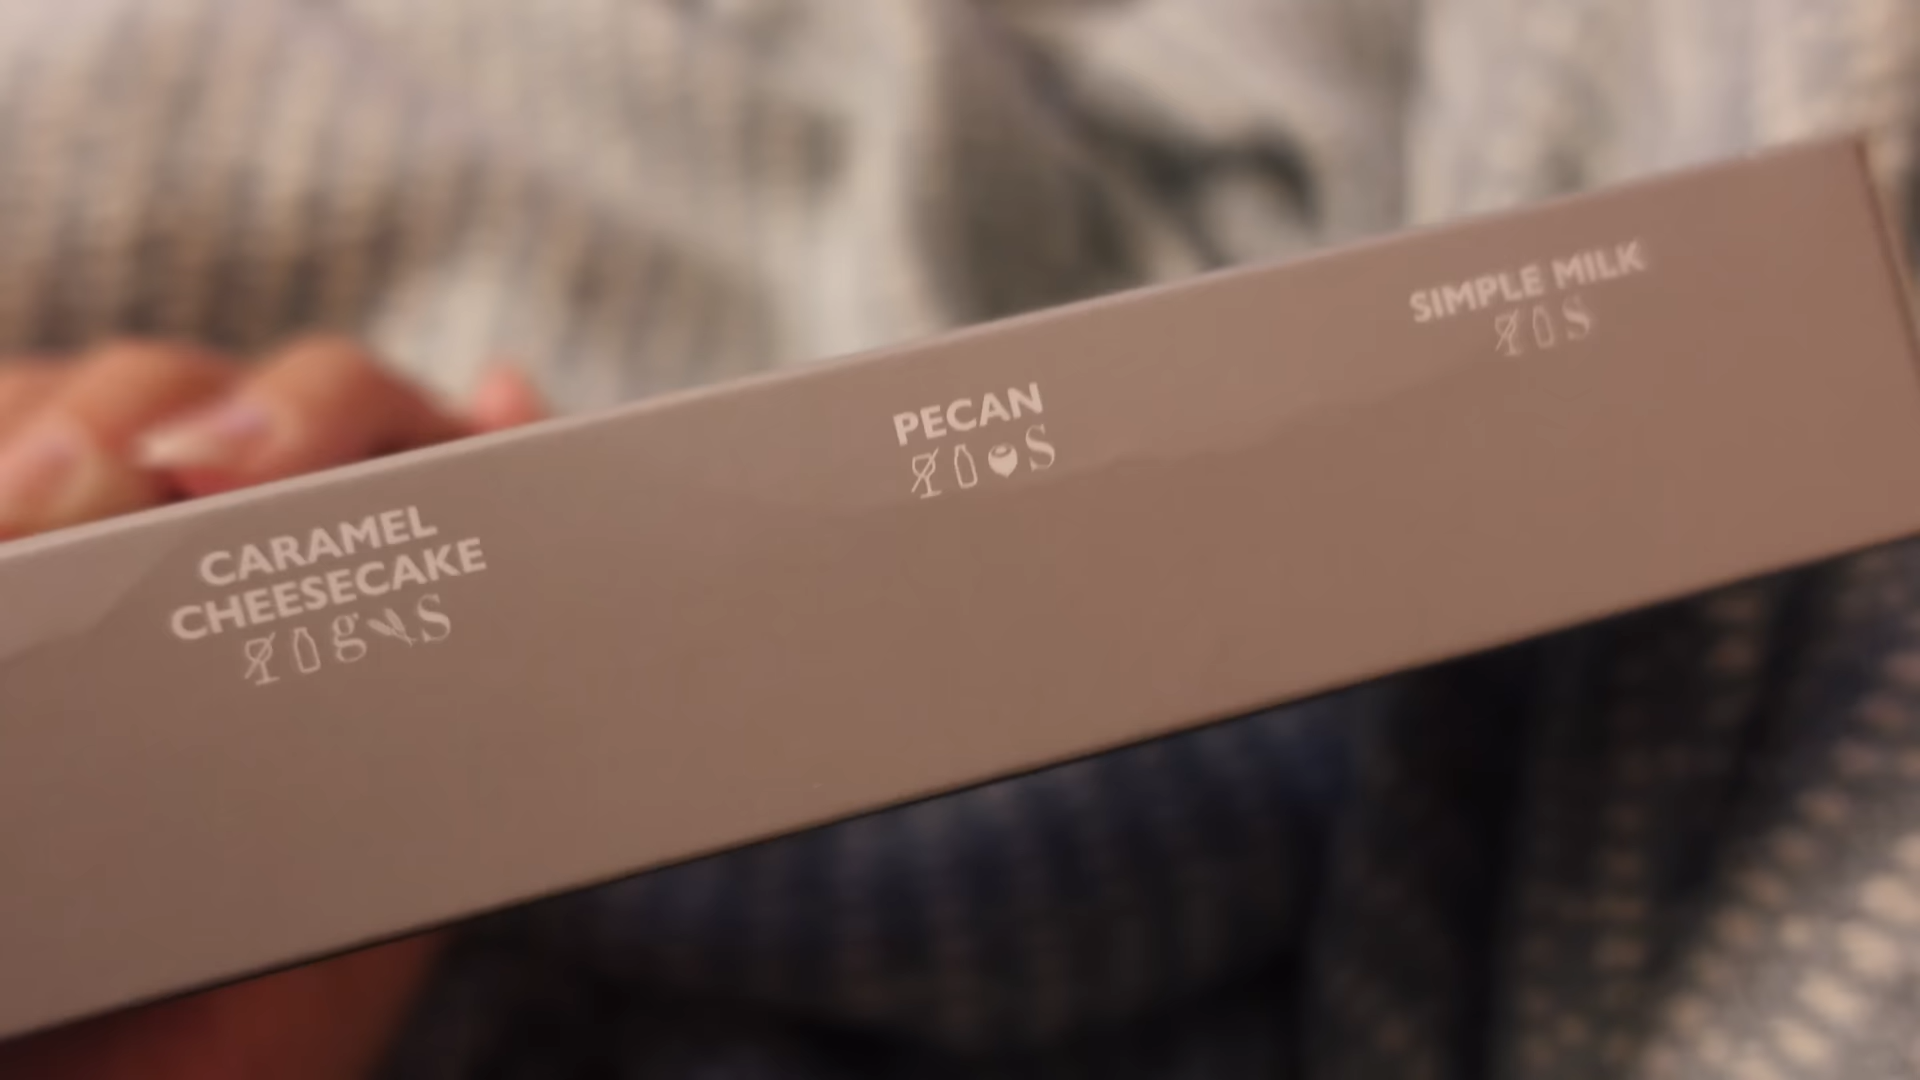 CARAMEL
CHEESECAKE
g S
PECAN
S
SIMPLE MILK
S